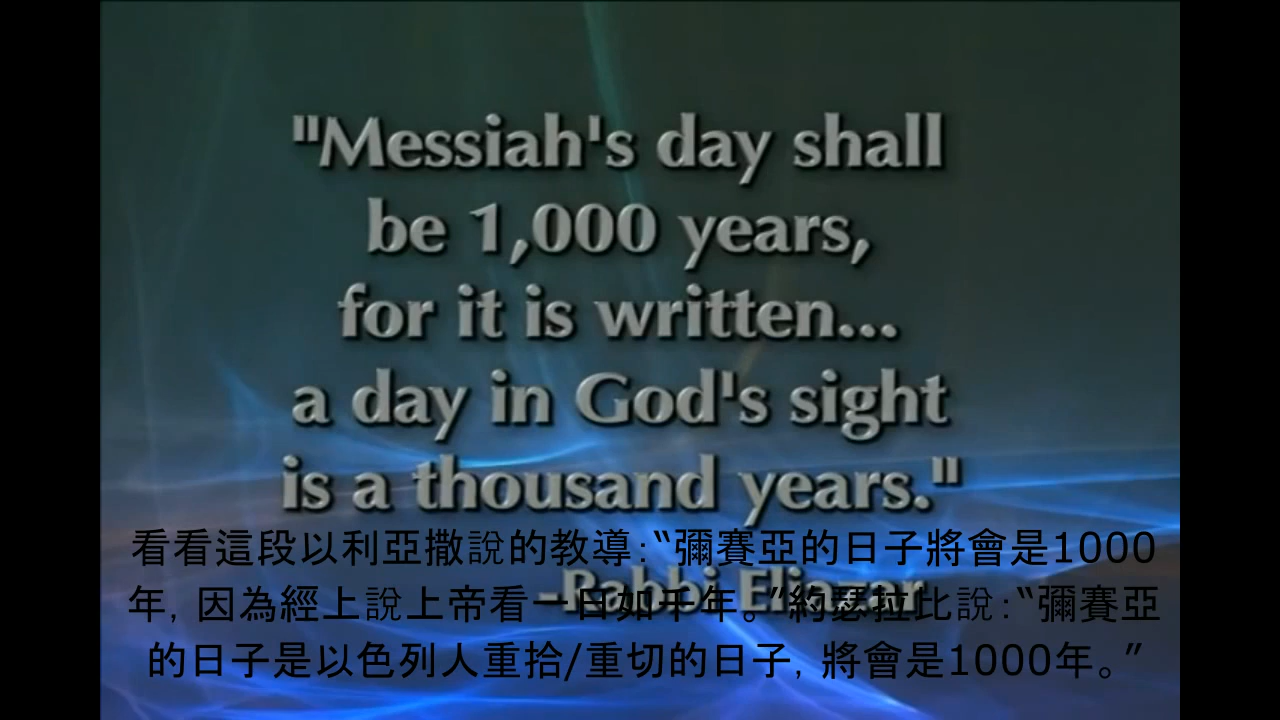 "Messiah's day shall
be 1,000 years,
for it is written...
a day in God's sight
is a thousand years."
–Rabbi Eliazar
看看這段以利亞撒說的教導：“彌賽亞的日子將會是1000
年，因為經上說上帝看一日如千年。”約瑟拉比說：“彌賽亞
的日子是以色列人重拾/重切的日子，將會是1000年。”